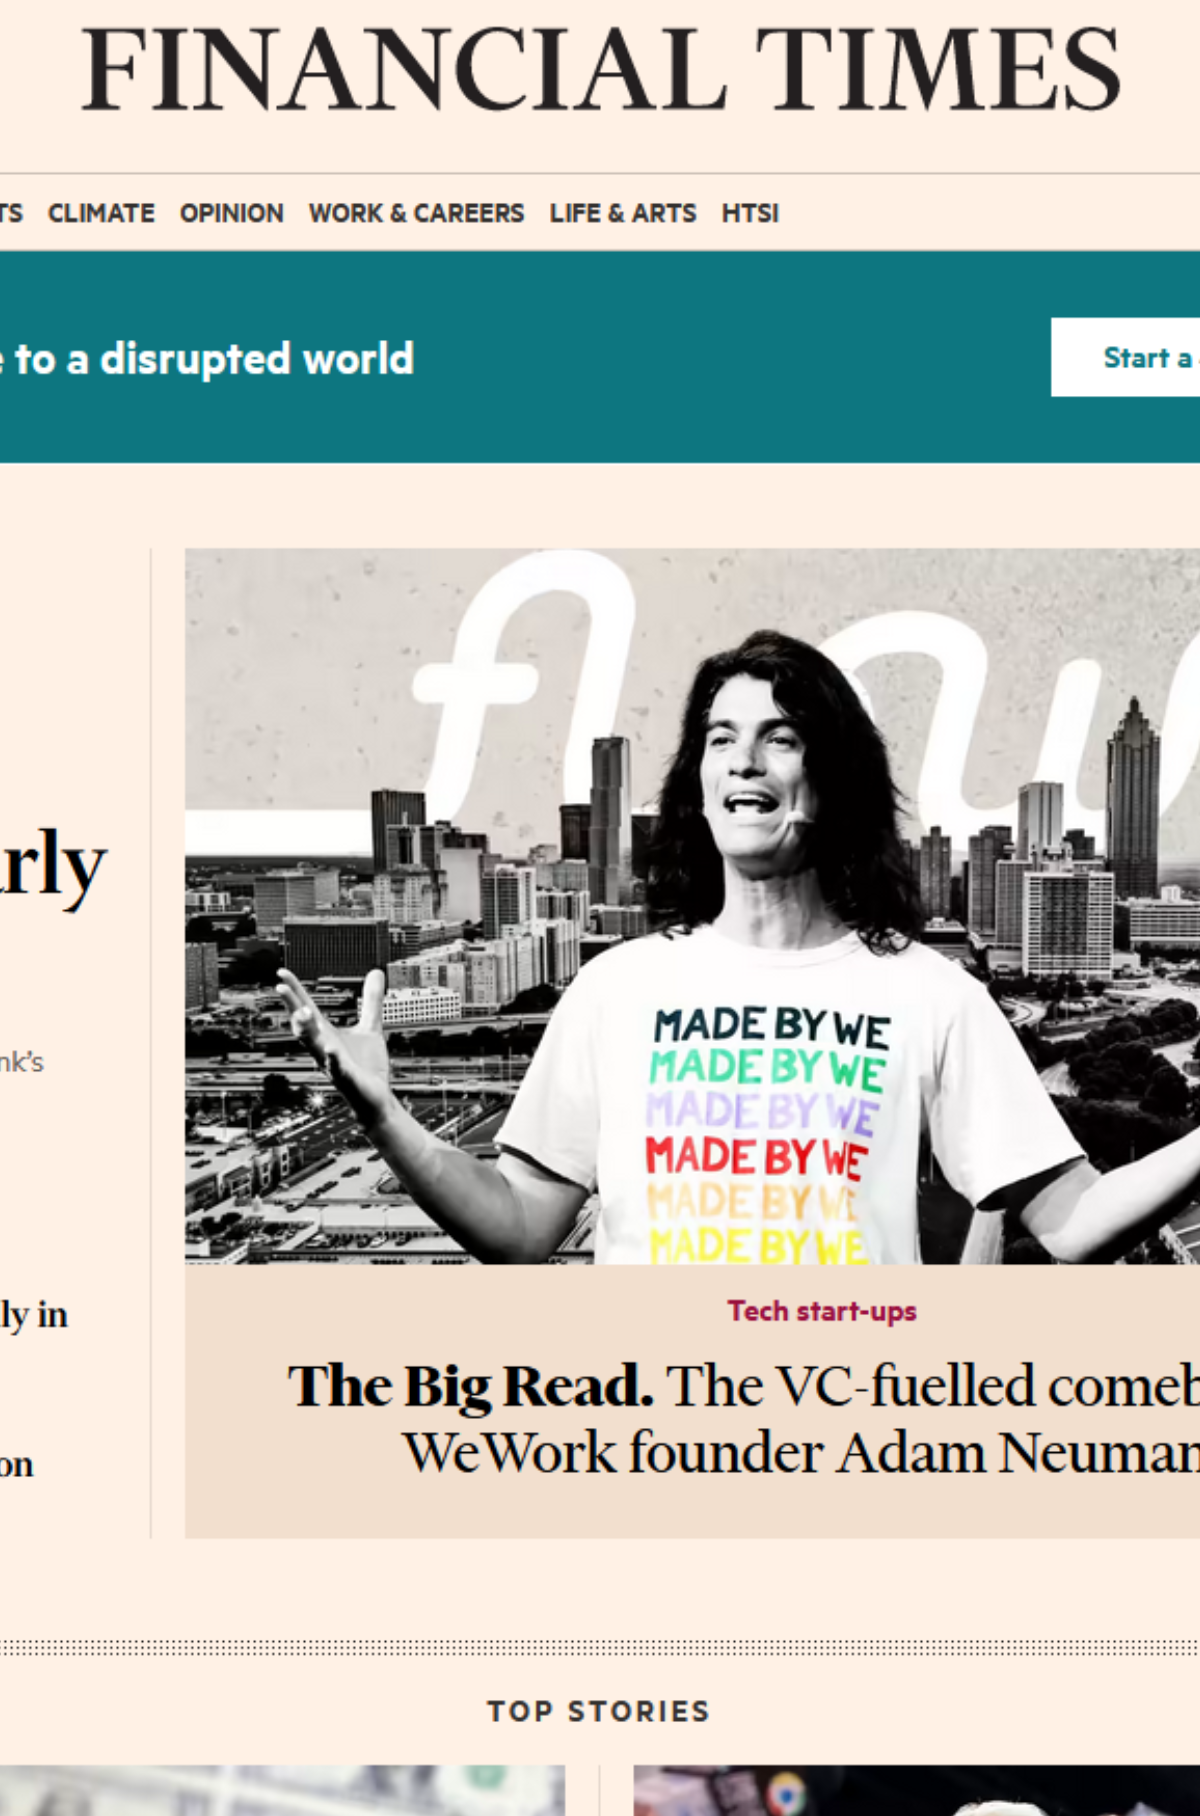 FINANCIAL TIMES
TS CLIMATE OPINION WORK & CAREERS LIFE & ARTS HTSI
e to a disrupted world
Start a
rly
nk's
ly in
on
flow
MADE BY WE
MADE BY WE
MADE BY WE
MADE BY WE
MADE BY WE
MADE BY WE
Tech start-ups
The Big Read. The VC-fuelled comeb
WeWork founder Adam Neuman
TOP STORIES